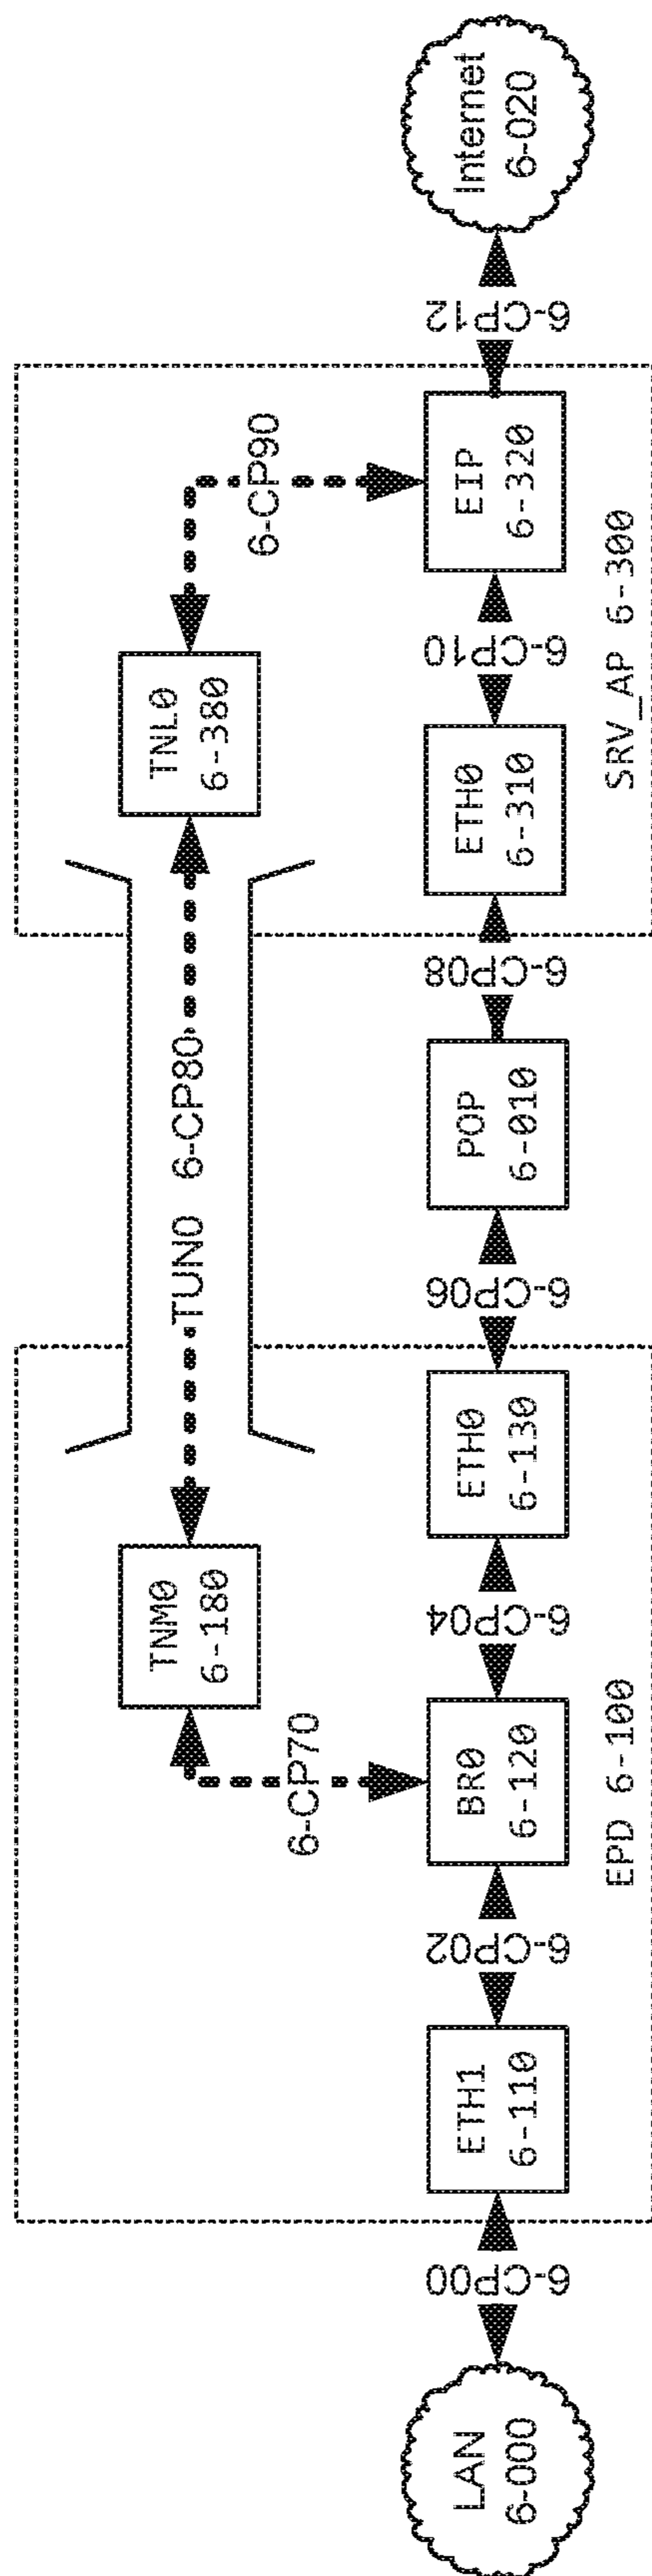 TNM0
6-180
TUN0 6-CP80
TNL0
6-380
6-CP70
6-CP90
LAN
6-000
6-CP00
ETH1
6-110
6-CP02
BR0
6-120
6-CP04
ETH0
6-130
6-CP06
POP
6-010
6-CP08
ETH0
6-310
6-CP10
EIP
6-320
6-CP12
Internet
6-020
EPD 6-100
SRV_AP 6-300